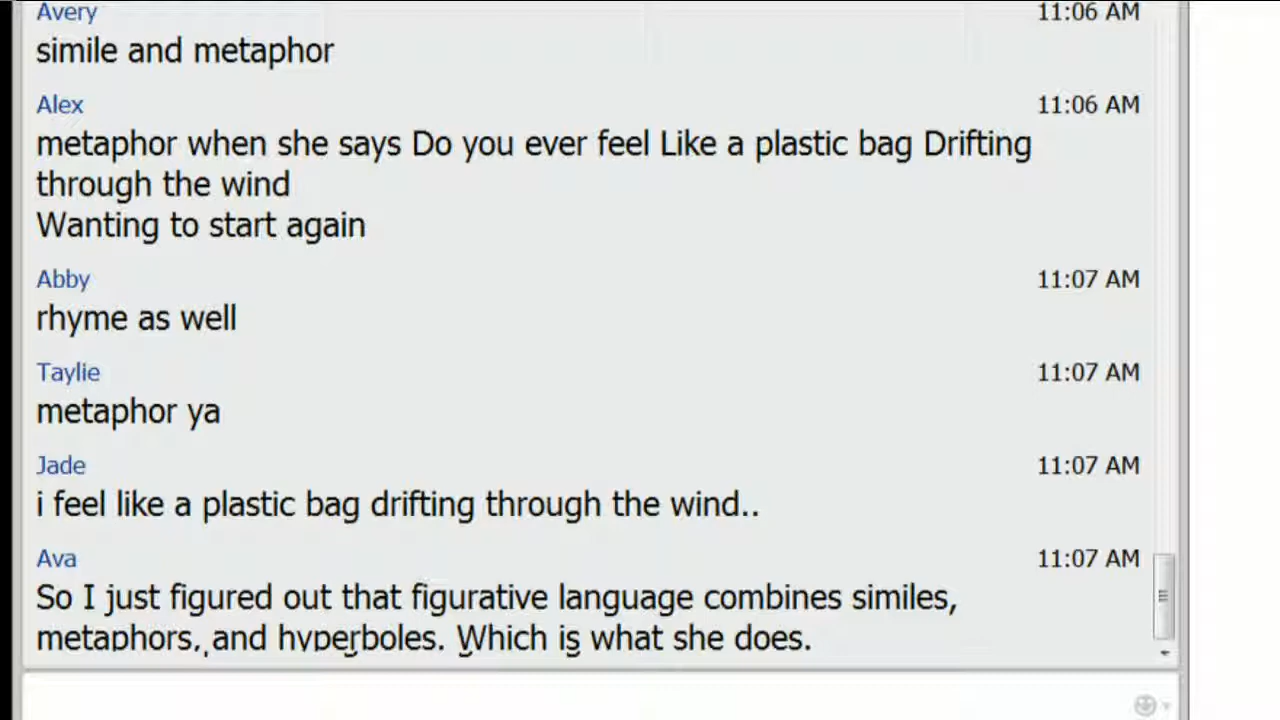 Avery 11:06 AM
simile and metaphor
Alex 11:06 AM
metaphor when she says Do you ever feel Like a plastic bag Drifting
through the wind
Wanting to start again
Abby 11:07 AM
rhyme as well
Taylie 11:07 AM
metaphor ya
Jade 11:07 AM
i feel like a plastic bag drifting through the wind..
Ava 11:07 AM
So I just figured out that figurative language combines similes,
metaphors, and hyperboles. Which is what she does.